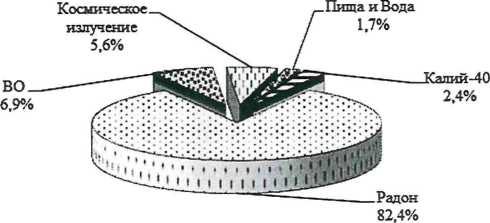 Космическое
излучение
5,6%
Пища и Вода
1,7%
ВО
6,9%
Калий-40
2,4%
Радон
82,4%